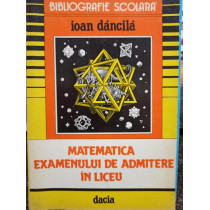 BIBLIOGRAFIE ȘCOLARĂ
ioan dăncilă
MATEMATICA
EXAMENULUI DE ADMITERE
ÎN LICEU
dacia